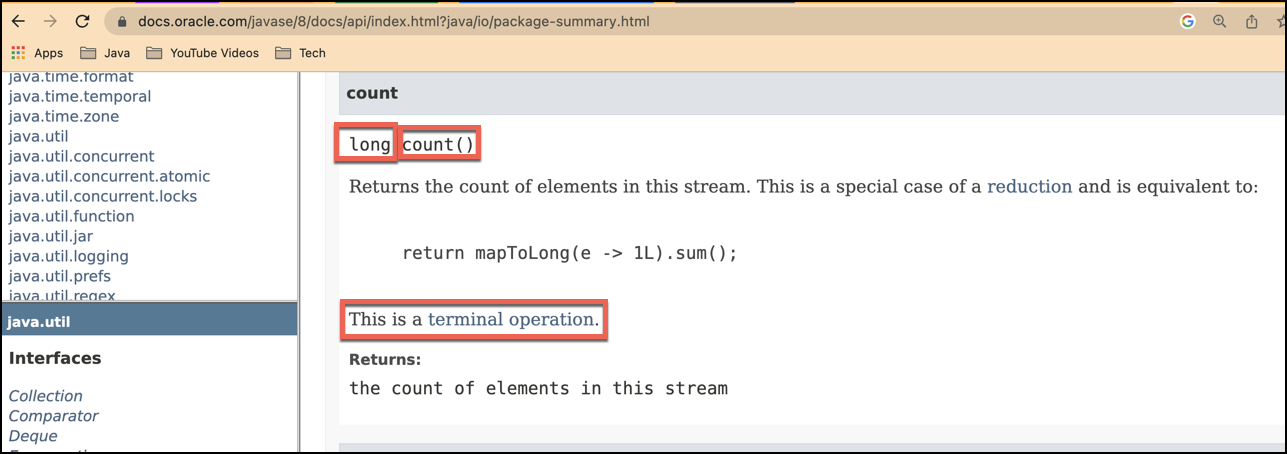 docs.oracle.com/javase/8/docs/api/index.html?java/io/package-summary.html
Apps Java YouTube Videos Tech
java.time.format
java.time.temporal
java.time.zone
java.util
java.util.concurrent
java.util.concurrent.atomic
java.util.concurrent.locks
java.util.function
java.util.jar
java.util.logging
java.util.prefs
java.util.regex
java.util
Interfaces
Collection
Comparator
Deque
count
long count()
Returns the count of elements in this stream. This is a special case of a reduction and is equivalent to:
return mapToLong(e -> 1L).sum();
This is a terminal operation.
Returns:
the count of elements in this stream